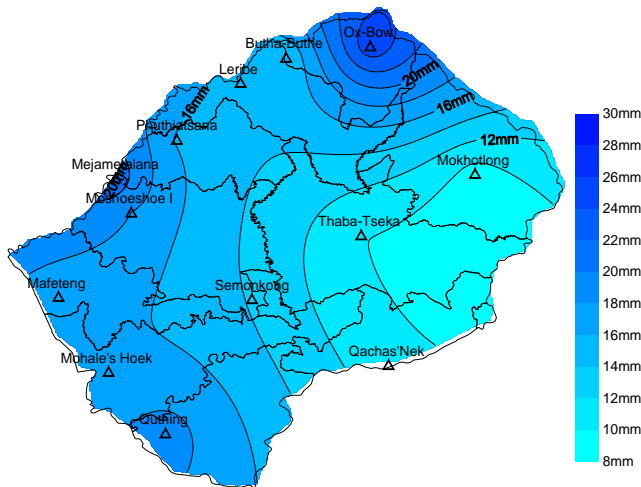 Ox-Bow
Butha-Buthe
Leribe
20mm
16mm
16mm
30mm
28mm
Phuthiatsana
12mm
26mm
Mejametalana
Mokhotlong
24mm
20mm
Moshoeshoe I
22mm
Thaba-Tseka
20mm
18mm
Mafeteng
Semonkong
16mm
14mm
Mohale's Hoek
Qachas'Nek
12mm
Quthing
10mm
8mm